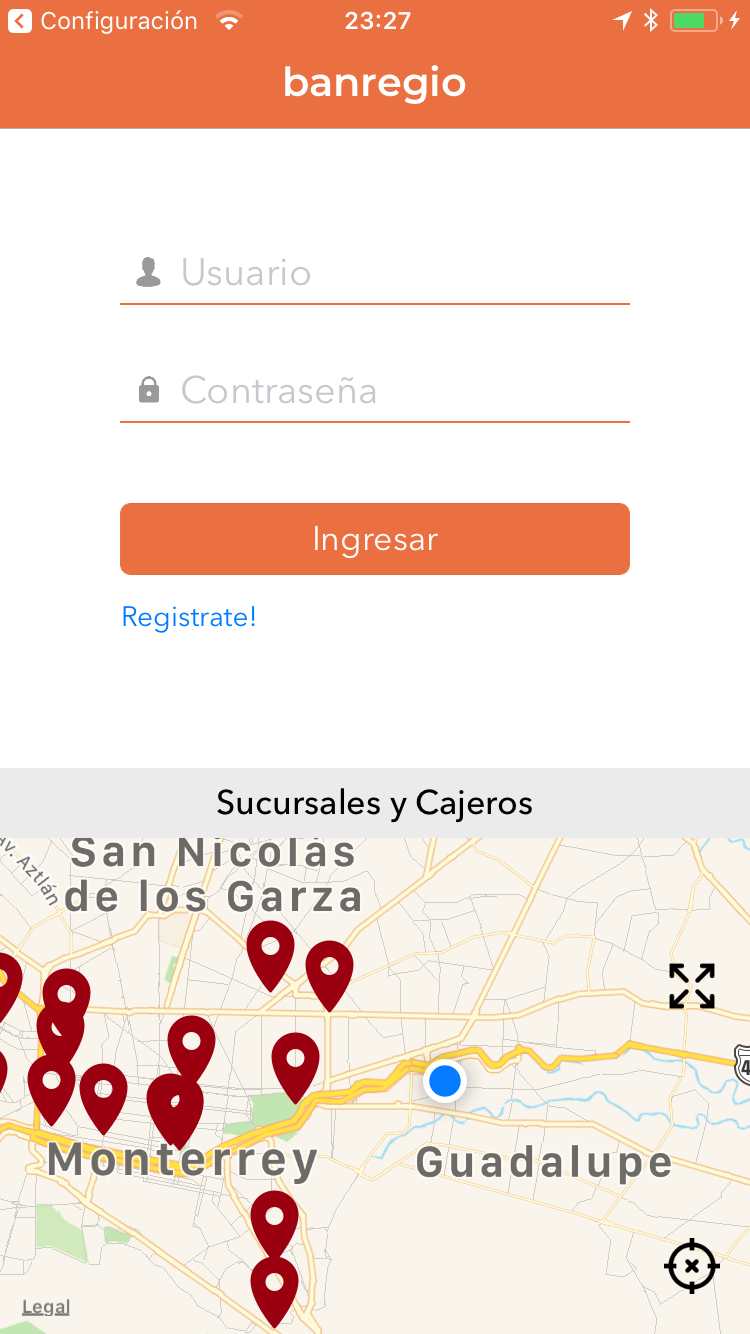 Configuración 23:27
banregio
Usuario
Contraseña
Ingresar
Registrate!
Sucursales y Cajeros
San Nicolás
de los Garza
Av. Aztlán
4
Monterrey
Guadalupe
Legal